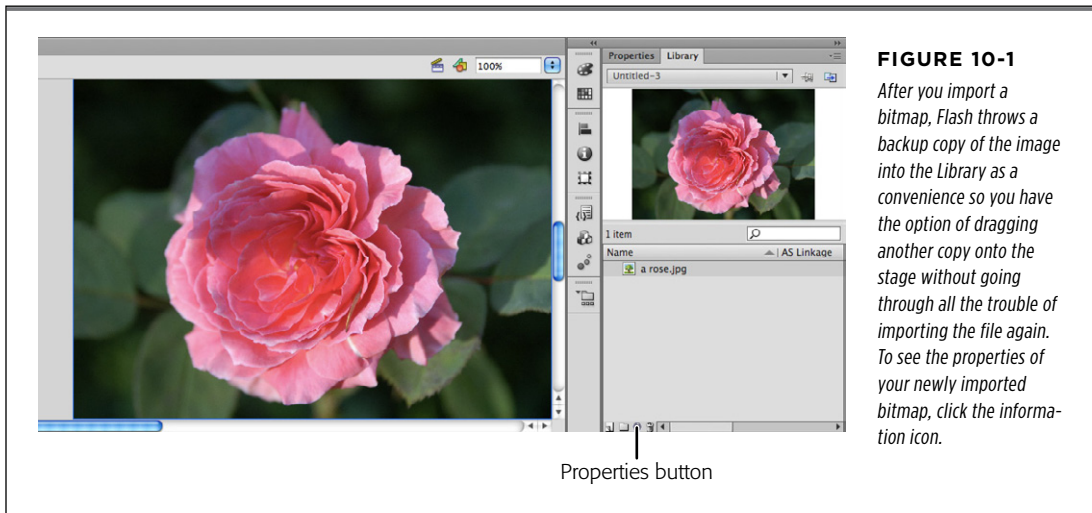 100%
Properties
Library
Untitled-3
1 item
Name
AS Linkage
a rose.jpg
Properties button
FIGURE 10-1
After you import a
bitmap, Flash throws a
backup copy of the image
into the Library as a
convenience so you have
the option of dragging
another copy onto the
stage without going
through all the trouble of
importing the file again.
To see the properties of
your newly imported
bitmap, click the informa-
tion icon.